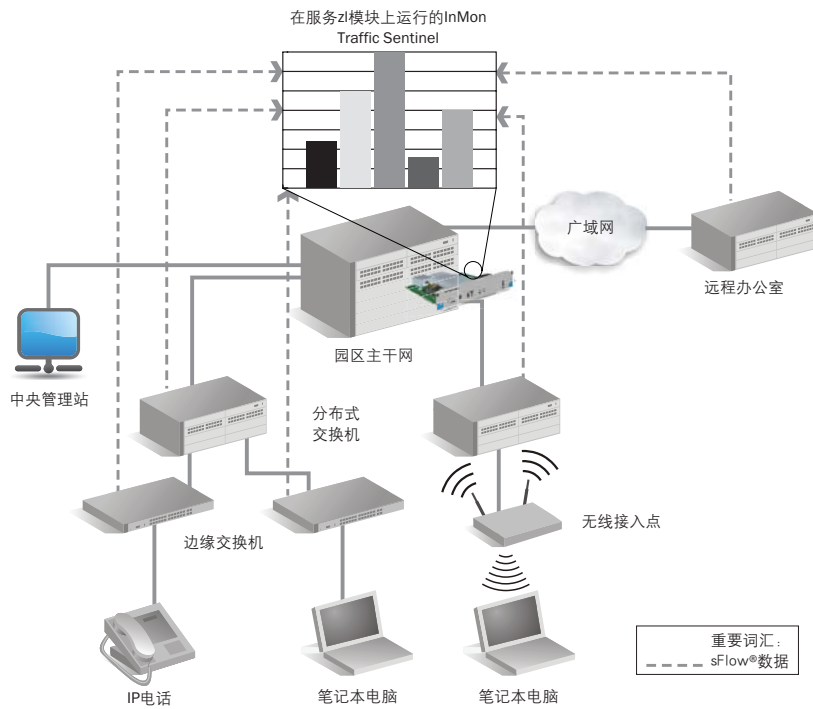 在服务zl模块上运行的InMon
Traffic Sentinel
广域网
远程办公室
园区主干网
中央管理站
分布式
交换机
无线接入点
边缘交换机
重要词汇：
sFlow®数据
IP电话
笔记本电脑
笔记本电脑